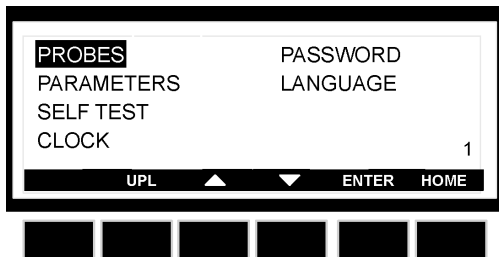 PROBES PASSWORD
PARAMETERS LANGUAGE
SELF TEST
CLOCK
1
UPL ENTER HOME